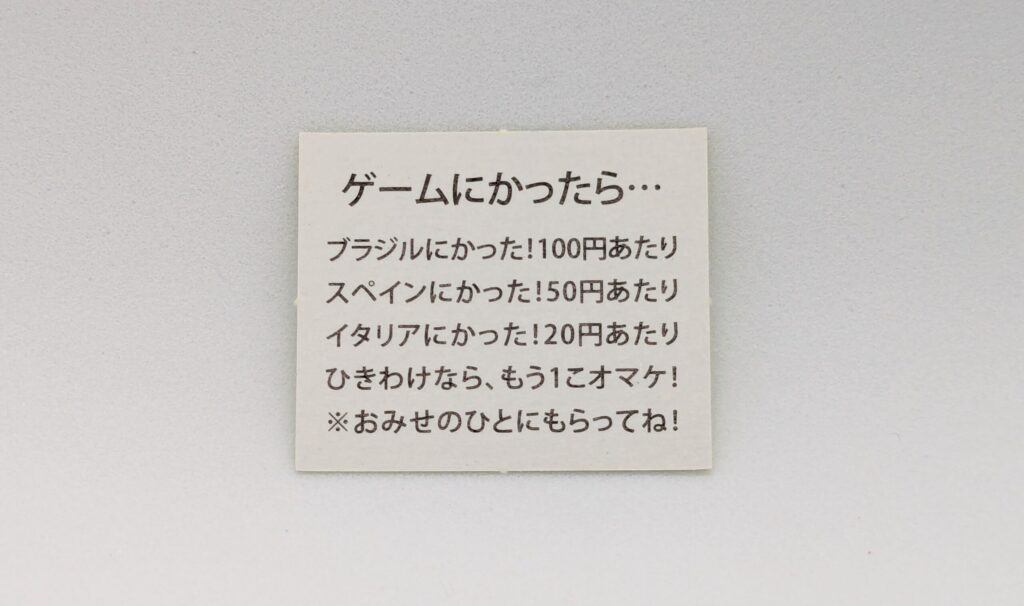 ゲームにかったら…
ブラジルにかった!100円あたり
スペインにかった!50円あたり
イタリアにかった!20円あたり
ひきわけなら、もう1こオマケ!
※おみせのひとにもらってね!